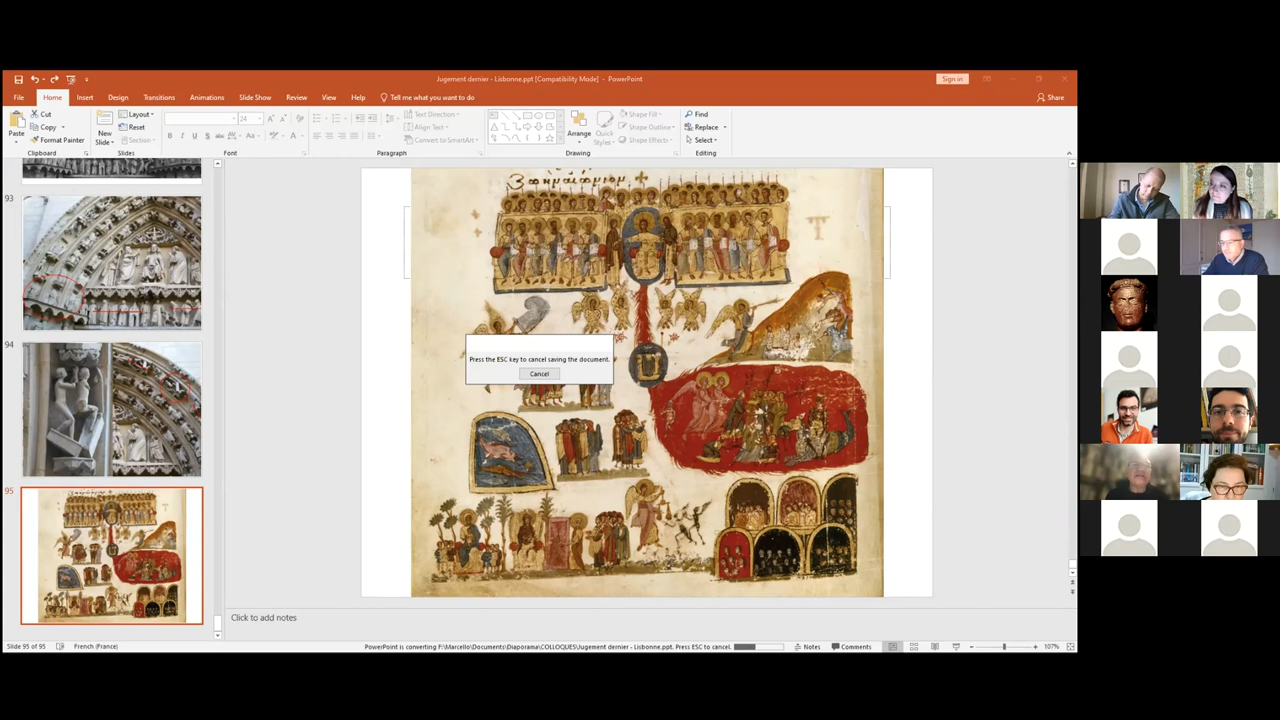 Jugement dernier - Lisbonne.ppt [Compatibility Mode] - PowerPoint
Sign in
File Home Insert Design Transitions Animations Slide Show Review View Help Tell me what you want to do
Share
Paste
Cut
Copy
Format Painter
Clipboard
New Slide
Layout
Reset
Section
Slides
24
B I U S abc AV Aa A
Font
Text Direction
Align Text
Convert to SmartArt
Paragraph
Arrange
Quick Styles
Shape Fill
Shape Outline
Shape Effects
Drawing
Find
Replace
Select
Editing
93
94
95
Press the ESC key to cancel saving the document.
Cancel
Click to add notes
Slide 95 of 95
French (France)
PowerPoint is converting F:\Marcello\Documents\Diaporama\COLLOQUES\Jugement dernier - Lisbonne.ppt. Press ESC to cancel.
Notes
Comments
107%